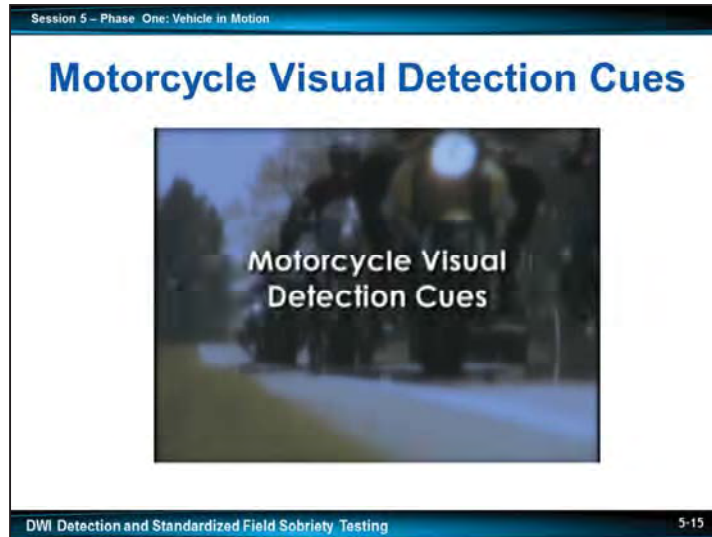 Session 5 – Phase One: Vehicle in Motion
Motorcycle Visual Detection Cues
Motorcycle Visual
Detection Cues
DWI Detection and Standardized Field Sobriety Testing
5-15